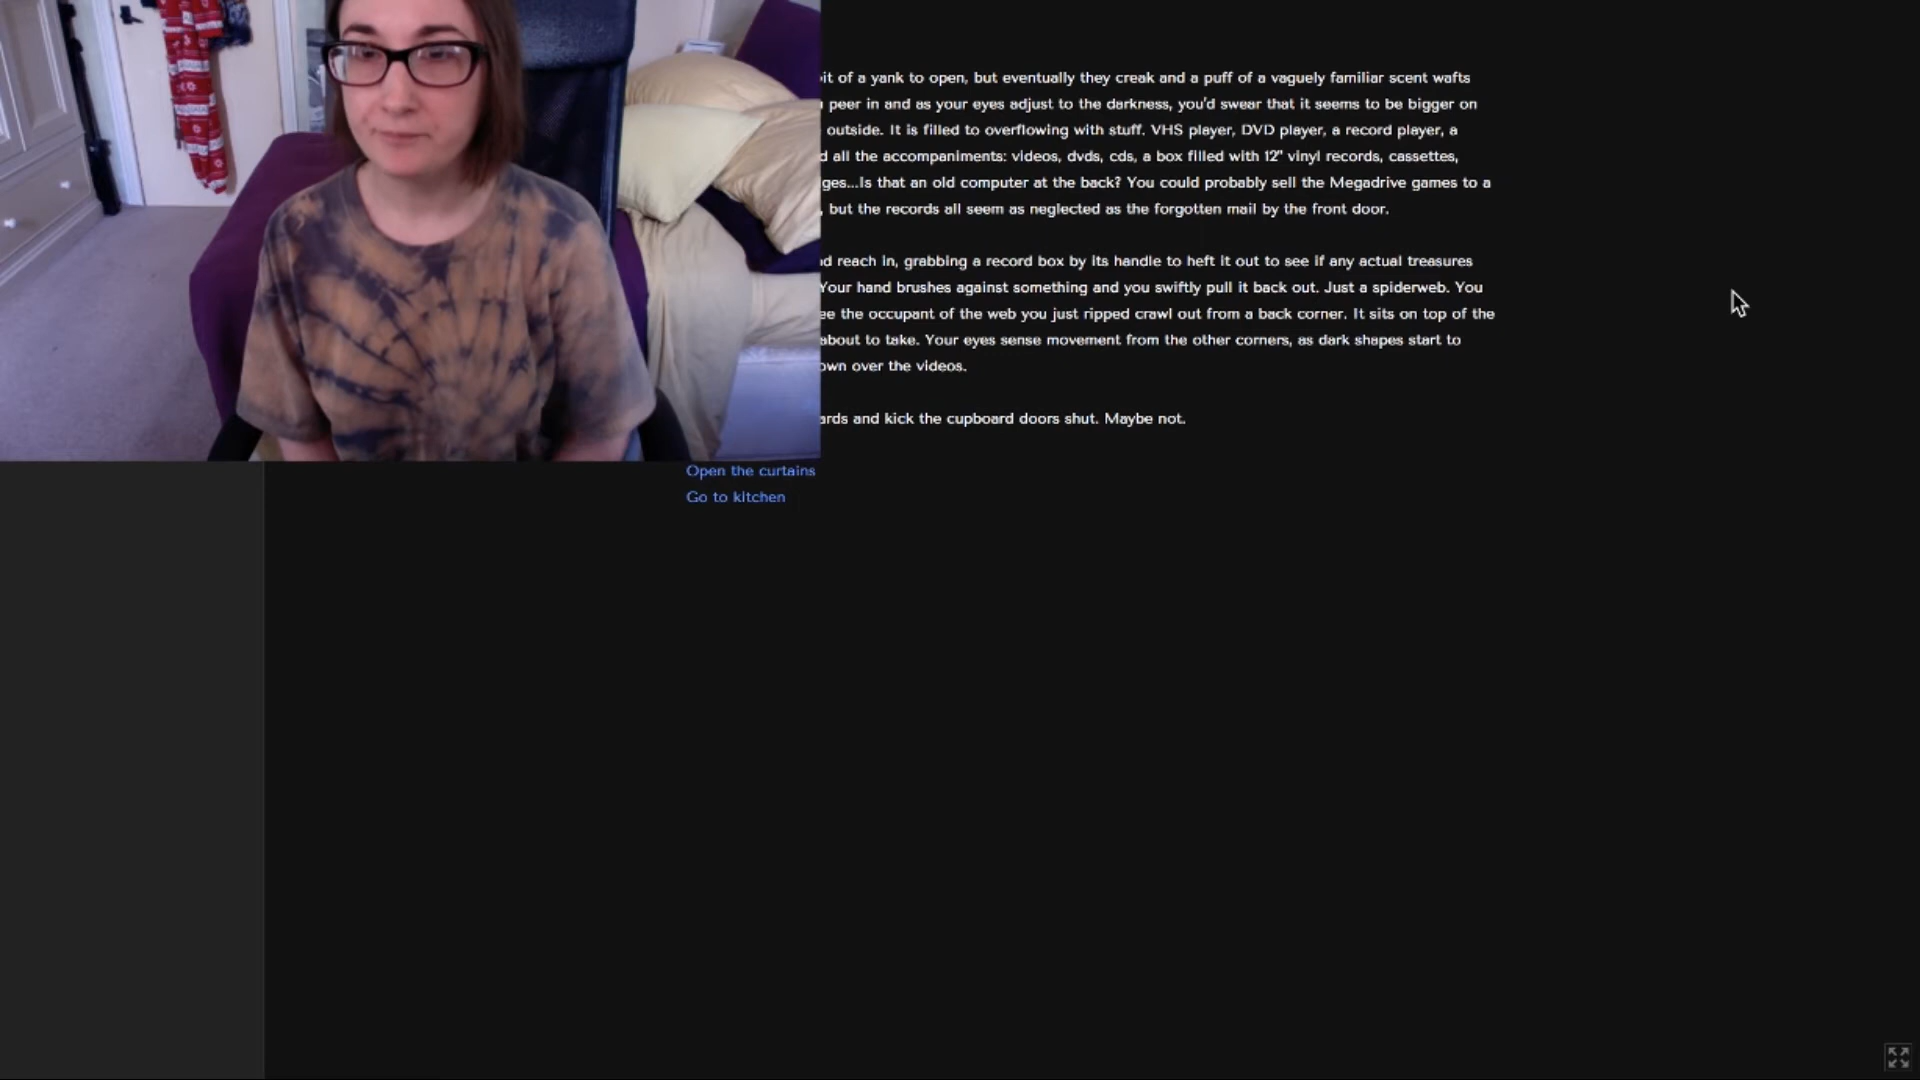 of a yank to open, but eventually they creak and a puff of a vaguely familiar scent wafts
peer in and as your eyes adjust to the darkness, you'd swear that it seems to be bigger on
outside. It is filled to overflowing with stuff. VHS player, DVD player, a record player, a
all the accompaniments: videos, dvds, cds, a box filled with 12" vinyl records, cassettes,
...Is that an old computer at the back? You could probably sell the Megadrive games to a
, but the records all seem as neglected as the forgotten mail by the front door.
reach in, grabbing a record box by its handle to heft it out to see if any actual treasures
Your hand brushes against something and you swiftly pull it back out. Just a spiderweb. You
the occupant of the web you just ripped crawl out from a back corner. It sits on top of the
about to take. Your eyes sense movement from the other corners, as dark shapes start to
over the videos.
and kick the cupboard doors shut. Maybe not.
Open the curtains
Go to kitchen